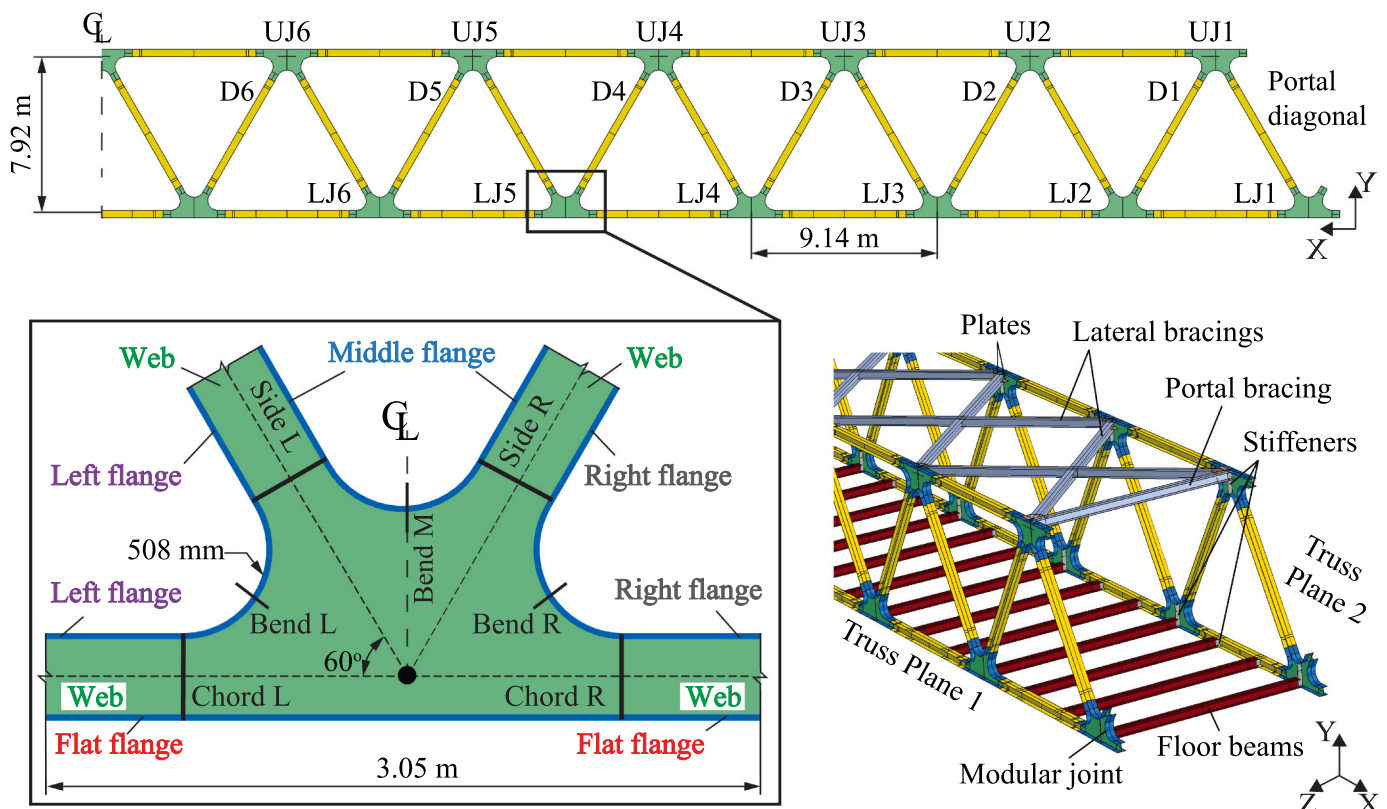 ℄ UJ6 UJ5 UJ4 UJ3 UJ2 UJ1
D6 D5 D4 D3 D2 D1
Portal
diagonal
7.92 m
LJ6 LJ5 LJ4 LJ3 LJ2 LJ1
9.14 m
Y
X
Web
Middle flange
Web
Side L
℄
Side R
Left flange
Right flange
508 mm
Bend M
Left flange
Right flange
Bend L
Bend R
60º
Web
Chord L
Chord R
Web
Flat flange
Flat flange
3.05 m
Plates
Lateral bracings
Portal bracing
Stiffeners
Truss
Plane 2
Truss Plane 1
Floor beams
Modular joint
Y
Z
X